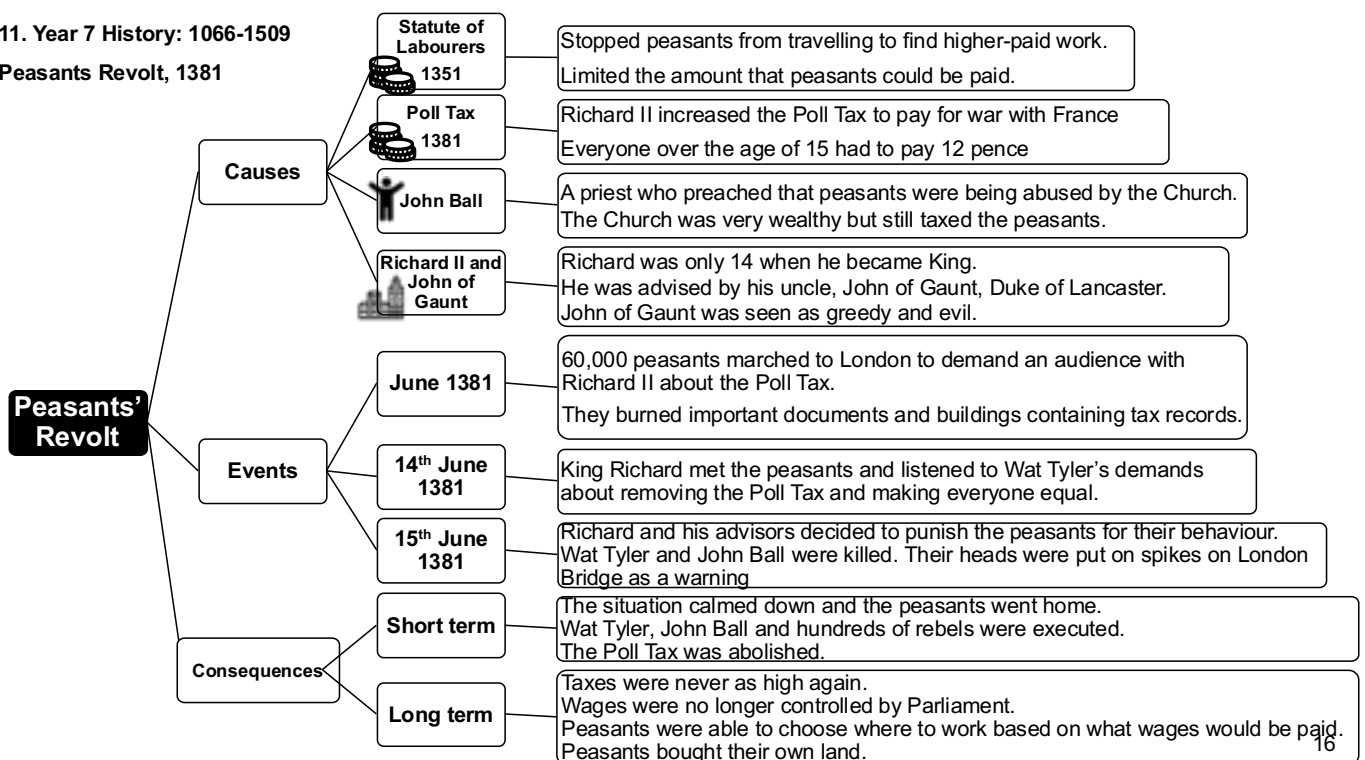 11. Year 7 History: 1066-1509
Peasants Revolt, 1381
Peasants’
Revolt
Causes
Statute of
Labourers
1351
Stopped peasants from travelling to find higher-paid work.
Limited the amount that peasants could be paid.
Poll Tax
1381
Richard II increased the Poll Tax to pay for war with France
Everyone over the age of 15 had to pay 12 pence
John Ball
A priest who preached that peasants were being abused by the Church.
The Church was very wealthy but still taxed the peasants.
Richard II and
John of
Gaunt
Richard was only 14 when he became King.
He was advised by his uncle, John of Gaunt, Duke of Lancaster.
John of Gaunt was seen as greedy and evil.
Events
June 1381
60,000 peasants marched to London to demand an audience with
Richard II about the Poll Tax.
They burned important documents and buildings containing tax records.
14th June
1381
King Richard met the peasants and listened to Wat Tyler’s demands
about removing the Poll Tax and making everyone equal.
15th June
1381
Richard and his advisors decided to punish the peasants for their behaviour.
Wat Tyler and John Ball were killed. Their heads were put on spikes on London
Bridge as a warning
Consequences
Short term
The situation calmed down and the peasants went home.
Wat Tyler, John Ball and hundreds of rebels were executed.
The Poll Tax was abolished.
Long term
Taxes were never as high again.
Wages were no longer controlled by Parliament.
Peasants were able to choose where to work based on what wages would be paid.
Peasants bought their own land.
16